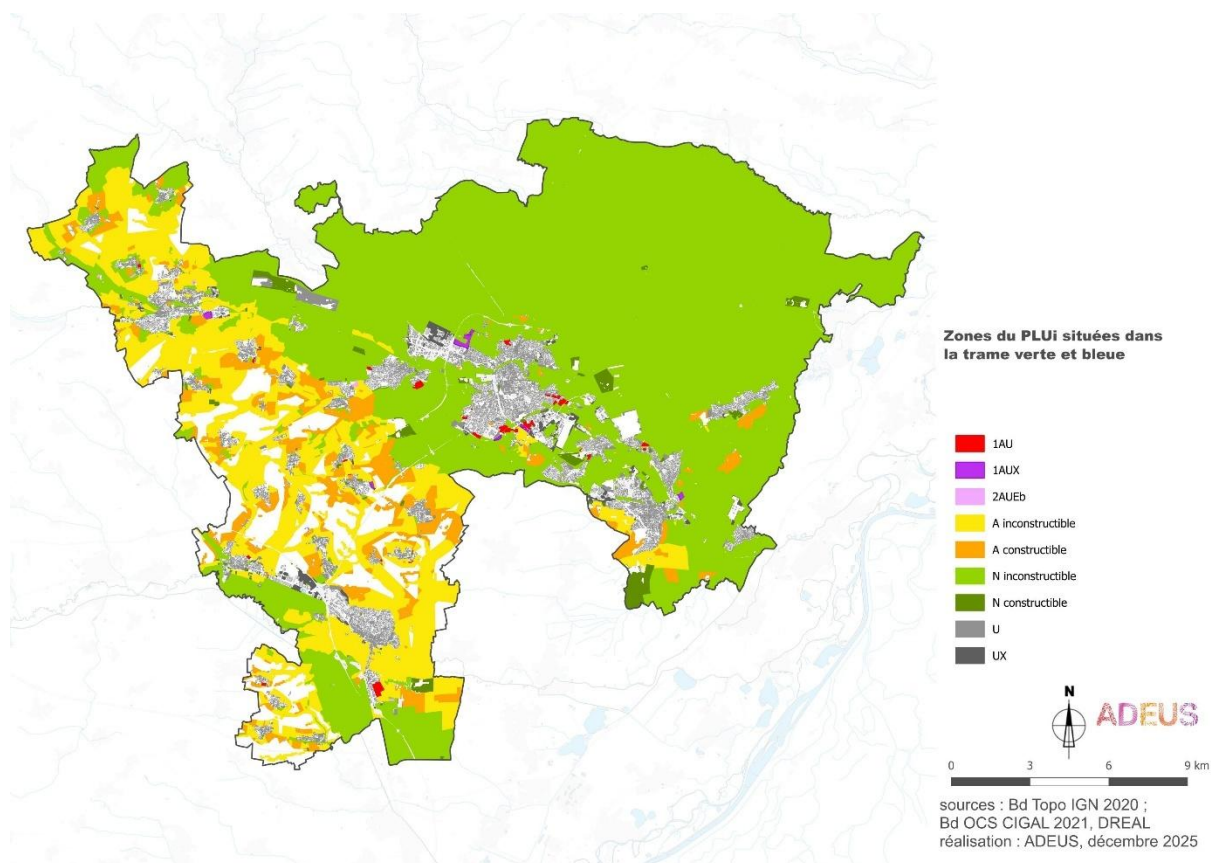 Zones du PLUi situées dans
la trame verte et bleue
1AU
1AUX
2AUEb
A inconstructible
A constructible
N inconstructible
N constructible
U
UX
N
ADEUS
0 3 6 9 km
sources : Bd Topo IGN 2020 ;
Bd OCS CIGAL 2021, DREAL
réalisation : ADEUS, décembre 2025